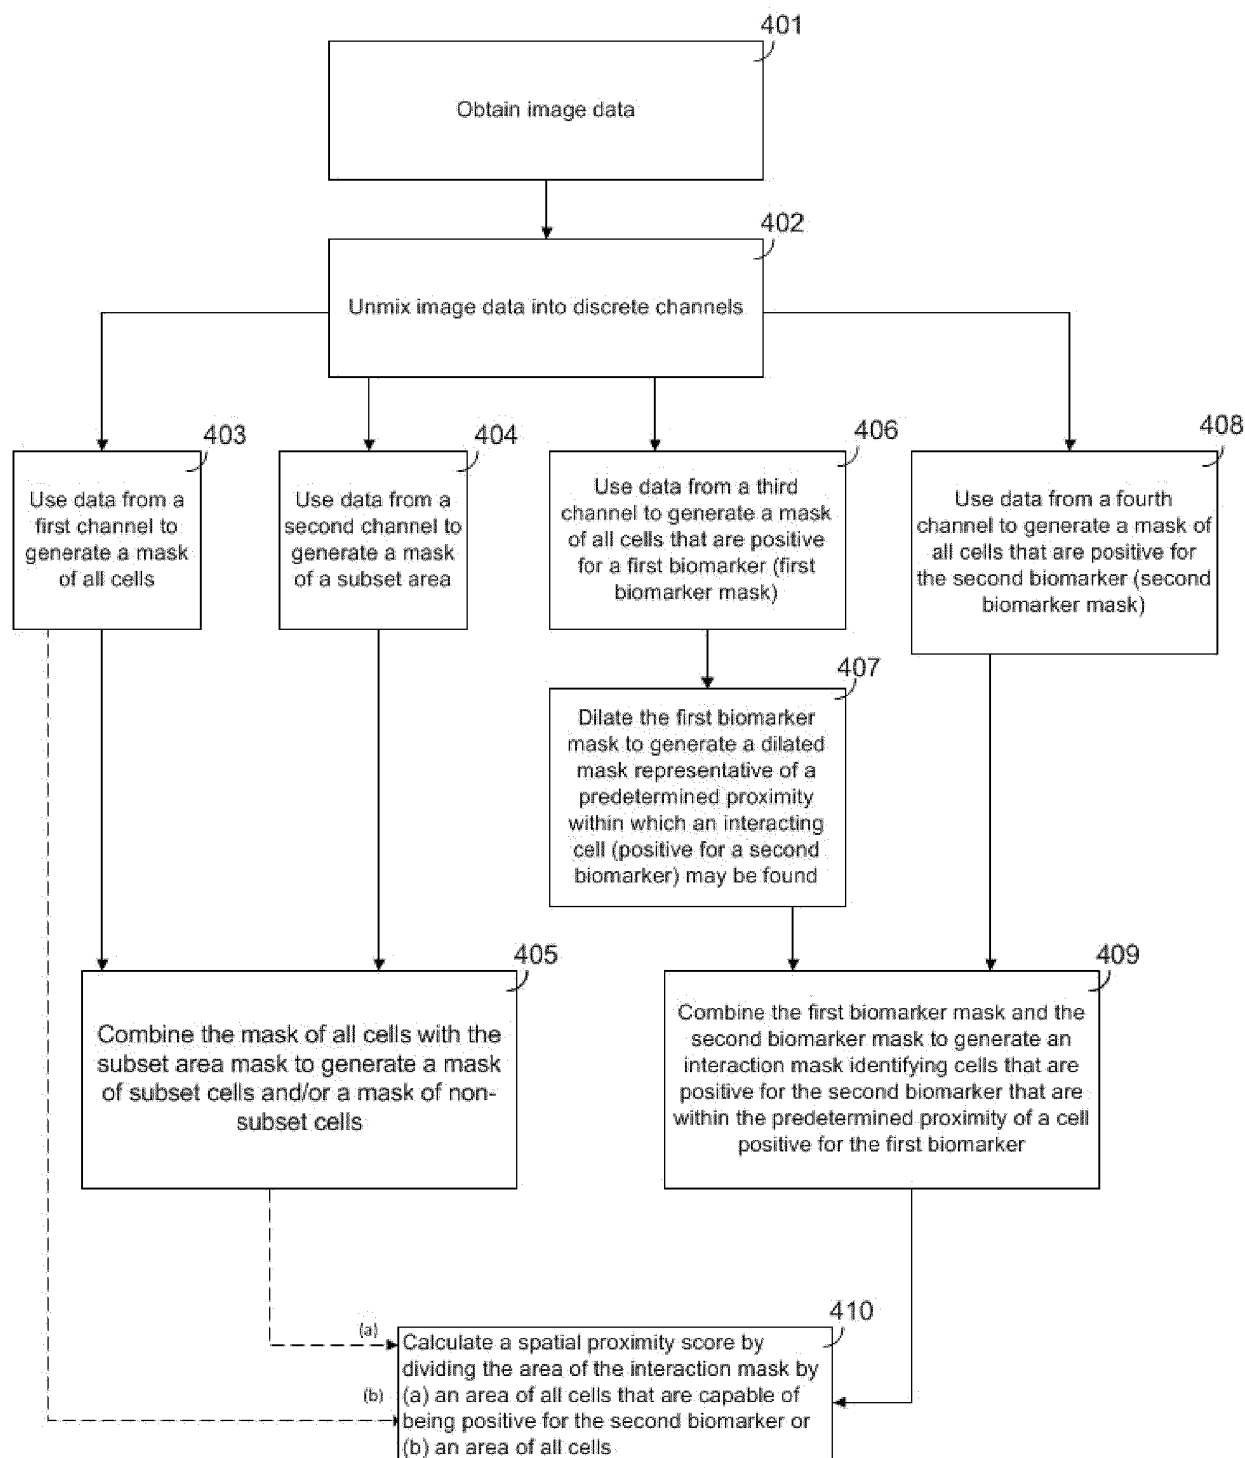 401
Obtain image data
402
Unmix image data into discrete channels
403
Use data from a
first channel to
generate a mask
of all cells
404
Use data from a
second channel to
generate a mask
of a subset area
406
Use data from a third
channel to generate a mask
of all cells that are positive
for a first biomarker (first
biomarker mask)
408
Use data from a fourth
channel to generate a mask of
all cells that are positive for
the second biomarker (second
biomarker mask)
407
Dilate the first biomarker
mask to generate a dilated
mask representative of a
predetermined proximity
within which an interacting
cell (positive for a second
biomarker) may be found
405
Combine the mask of all cells with the
subset area mask to generate a mask
of subset cells and/or a mask of non-
subset cells
409
Combine the first biomarker mask and the
second biomarker mask to generate an
interaction mask identifying cells that are
positive for the second biomarker that are
within the predetermined proximity of a cell
positive for the first biomarker
410
(a)
(b)
Calculate a spatial proximity score by
dividing the area of the interaction mask by
(a) an area of all cells that are capable of
being positive for the second biomarker or
(b) an area of all cells